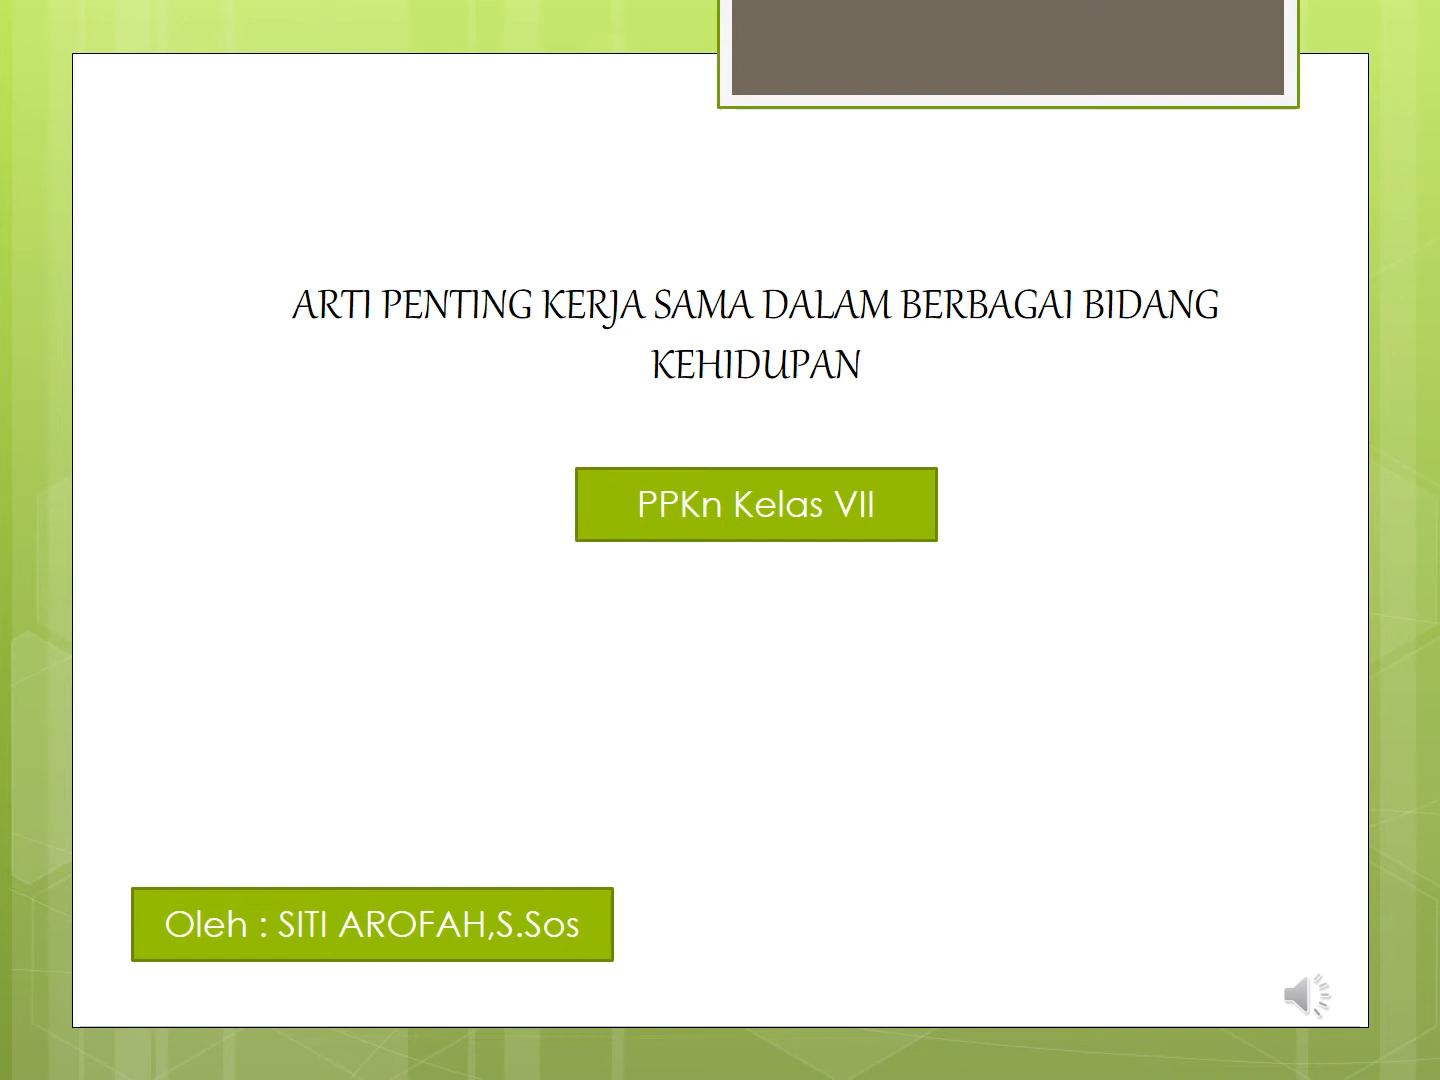 ARTI PENTING KERJA SAMA DALAM BERBAGAI BIDANG
KEHIDUPAN
PPKn Kelas VII
Oleh : SITI AROFAH,S.Sos